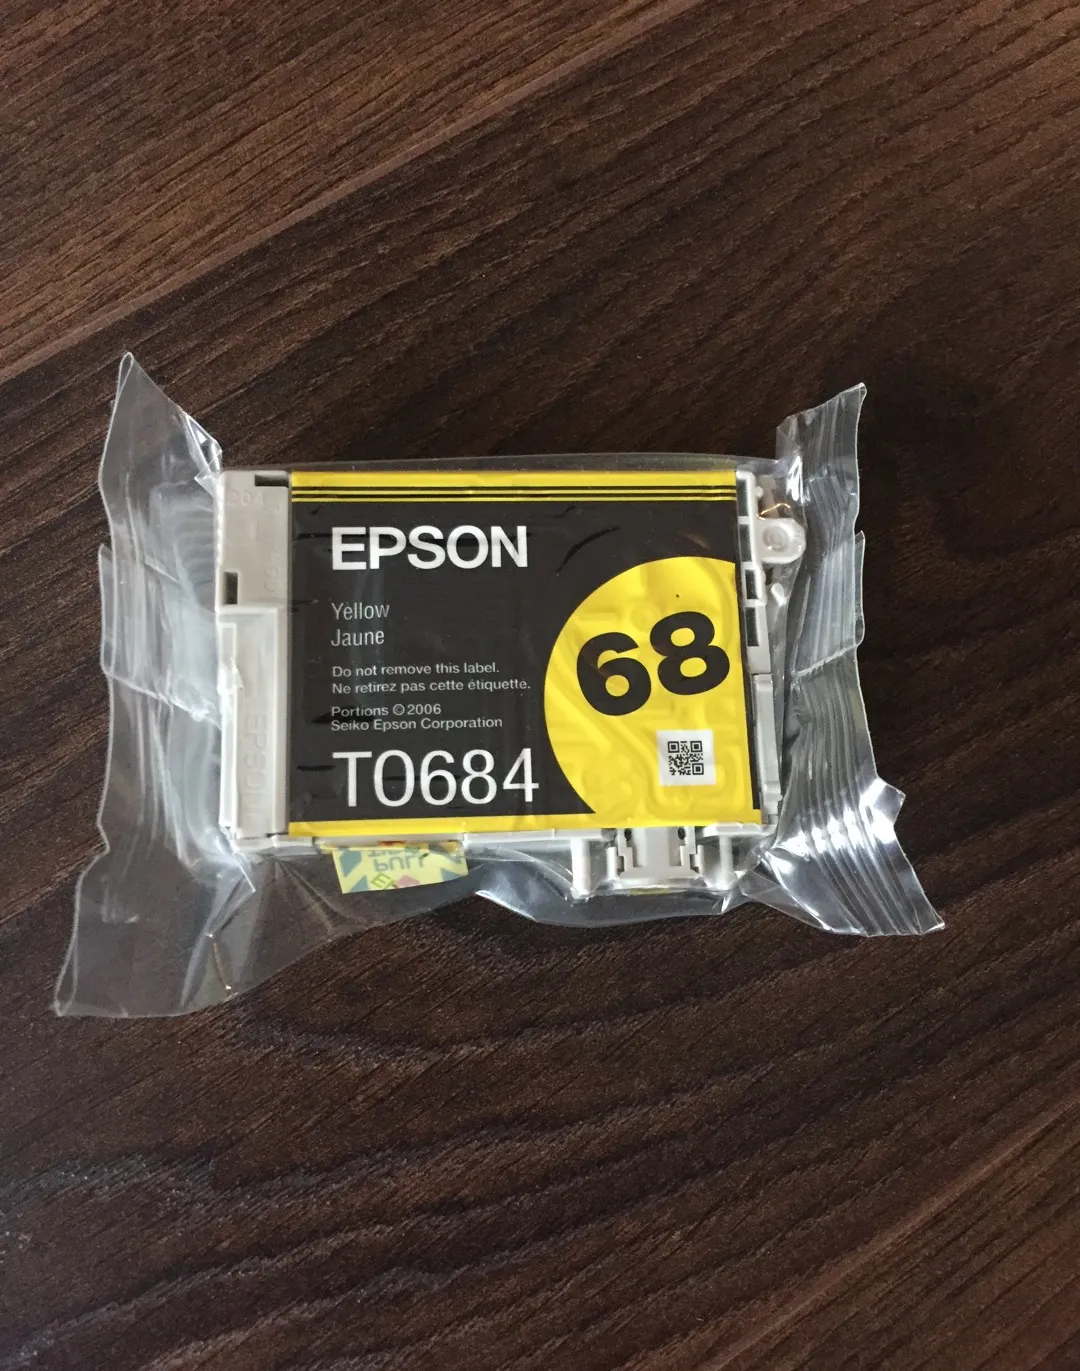 EPSON
Yellow
Jaune
Do not remove this label.
Ne retirez pas cette étiquette.
Portions ©2006
Seiko Epson Corporation
T0684
68
PULL